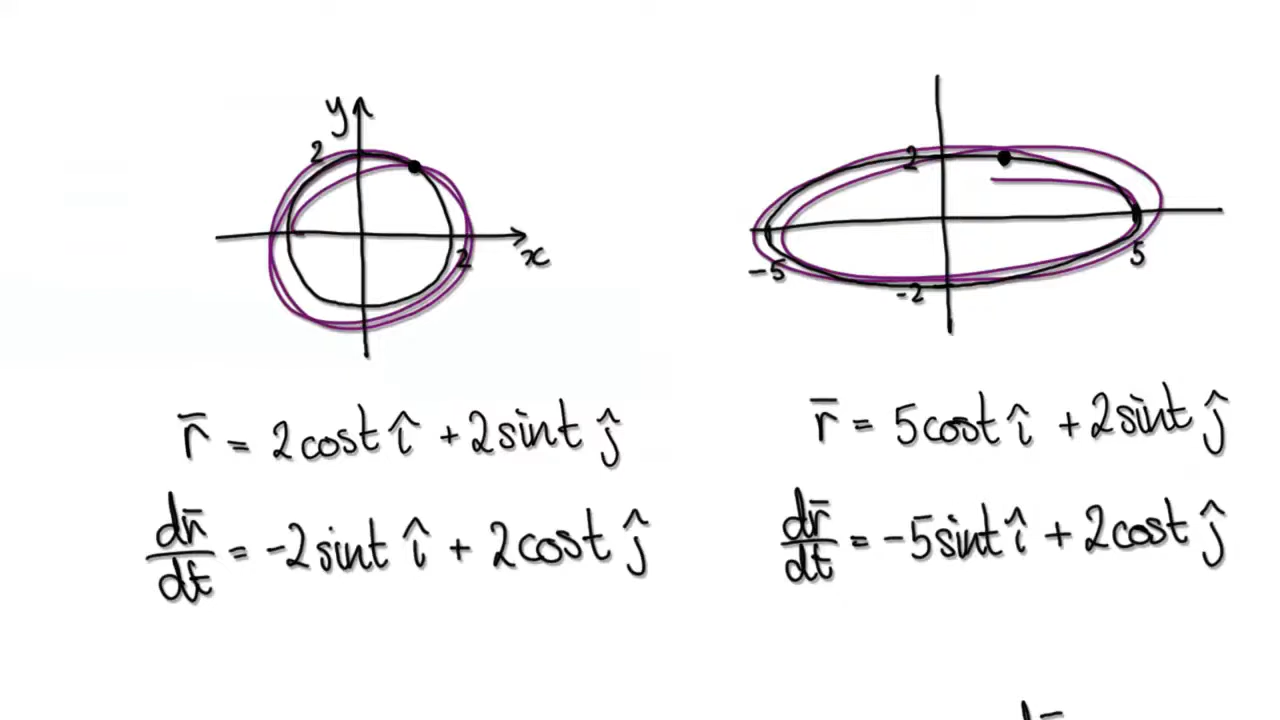 y
2
2
x
2
-5
5
-2
r̄ = 2cost î + 2sint ĵ
dr̄/dt = -2sint î + 2cost ĵ
r̄ = 5cost î + 2sint ĵ
dr̄/dt = -5sint î + 2cost ĵ